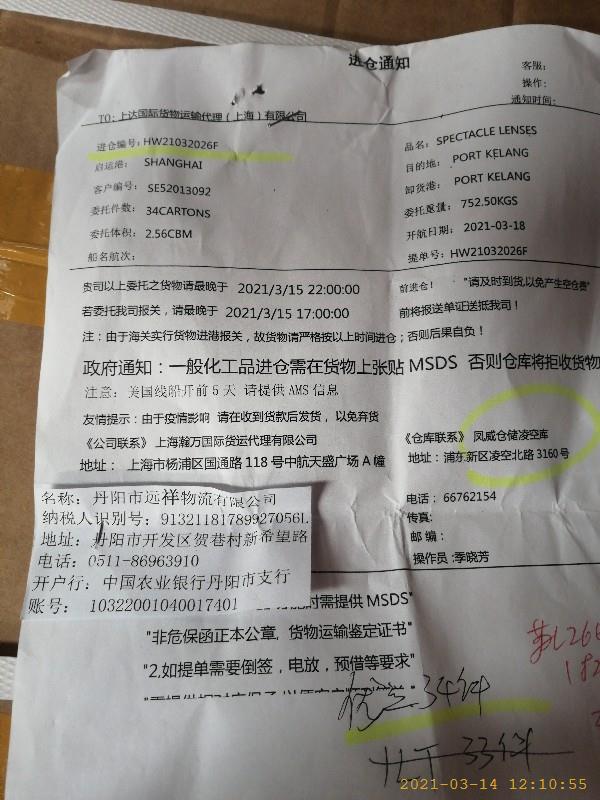 进仓通知
客服：
操作：
通知时间：
TO：上达国际货物运输代理（上海）有限公司
进仓编号：HW21032026F
品名：SPECTACLE LENSES
启运港： SHANGHAI
目的地： PORT KELANG
客户编号： SE52013092
卸货港： PORT KELANG
委托件数： 34CARTONS
委托重量： 752.50KGS
委托体积： 2.56CBM
开航日期： 2021-03-18
船名航次：
提单号：HW21032026F
贵司以上委托之货物请最晚于 2021/3/15 22:00:00 前进仓！ "请及时到货,以免产生空仓费"
若委托我司报关，请最晚于 2021/3/15 17:00:00 前将报送单证送抵我司！
注：由于海关实行货物进港报关，故货物请严格按以上时间进仓；否则后果自负！
政府通知：一般化工品进仓需在货物上张贴 MSDS 否则仓库将拒收货物
注意：美国线船开前 5 天 请提供AMS 信息
友情提示：由于疫情影响 请在收到货款后发货，以免弃货
《公司联系》上海瀚万国际货运代理有限公司
《仓库联系》 凤威仓储凌空库
地址： 上海市杨浦区国通路 118 号中航天盛广场 A 幢
地址：浦东新区凌空北路 3160 号
电话：66762154
传真：
邮 编：
操作员 :季晓芳
名称：丹阳市远祥物流有限公司
纳税人识别号：91321181789927056L
地址：丹阳市开发区贺巷村新希望路
电话：0511-86963910
开户行：中国农业银行丹阳市支行
账号：10322001040017401
时需提供 MSDS"
"非危保函正本公章, 货物运输鉴定证书"
"2,如提单需要倒签，电放，预借等要求"
34件
33件
2021-03-14 12:10:55